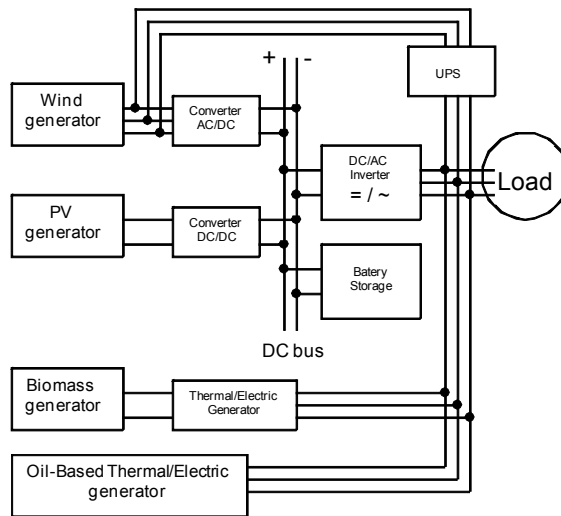 + -
UPS
Wind
generator
Converter
AC/DC
DC/AC
Inverter
= / ~
Load
PV
generator
Converter
DC/DC
Batery
Storage
DC bus
Biomass
generator
Thermal/Electric
Generator
Oil-Based Thermal/Electric
generator